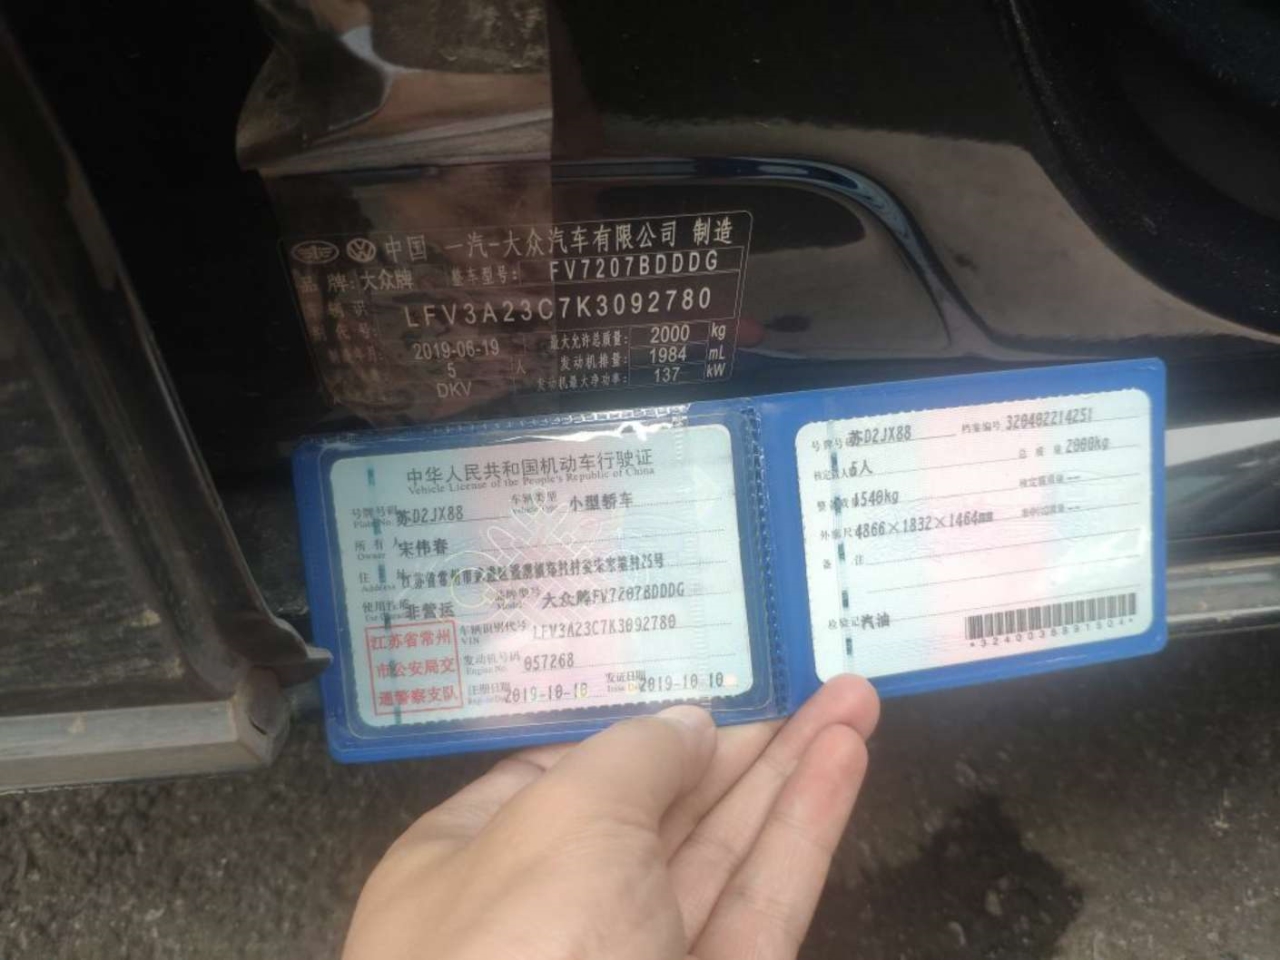 中国 一汽-大众汽车有限公司 制造
品牌: 大众牌 整车型号: FV7207BDDDG
LFV3A23C7K3092780
2019-06-19 最大允许总质量: 2000 kg
5 人 发动机排量: 1984 mL
DKV 发动机最大净功率: 137 kW
中华人民共和国机动车行驶证
Vehicle License of the People's Republic of China
号牌号码 苏D2JX88 车辆类型 小型轿车
Plate No.
所有人 宋伟春
Owner
住
Address
使用性 非营运 品牌型号 大众牌FV7207BDDDG
Model
江苏省常州
市公安局交
通警察支队
车辆识别代号 LFV3A23C7K3092780
VIN
发动机号码 057268
Engine No.
注册日期 2019-10-10 发证日期 2019-10-10
号牌号 苏D2JX88 档案编号 320402214251
5人 总质量 2000kg
整 1540kg 核定载质量 --
外廓尺 4866×1832×1464mm --
备注
检验记 汽油